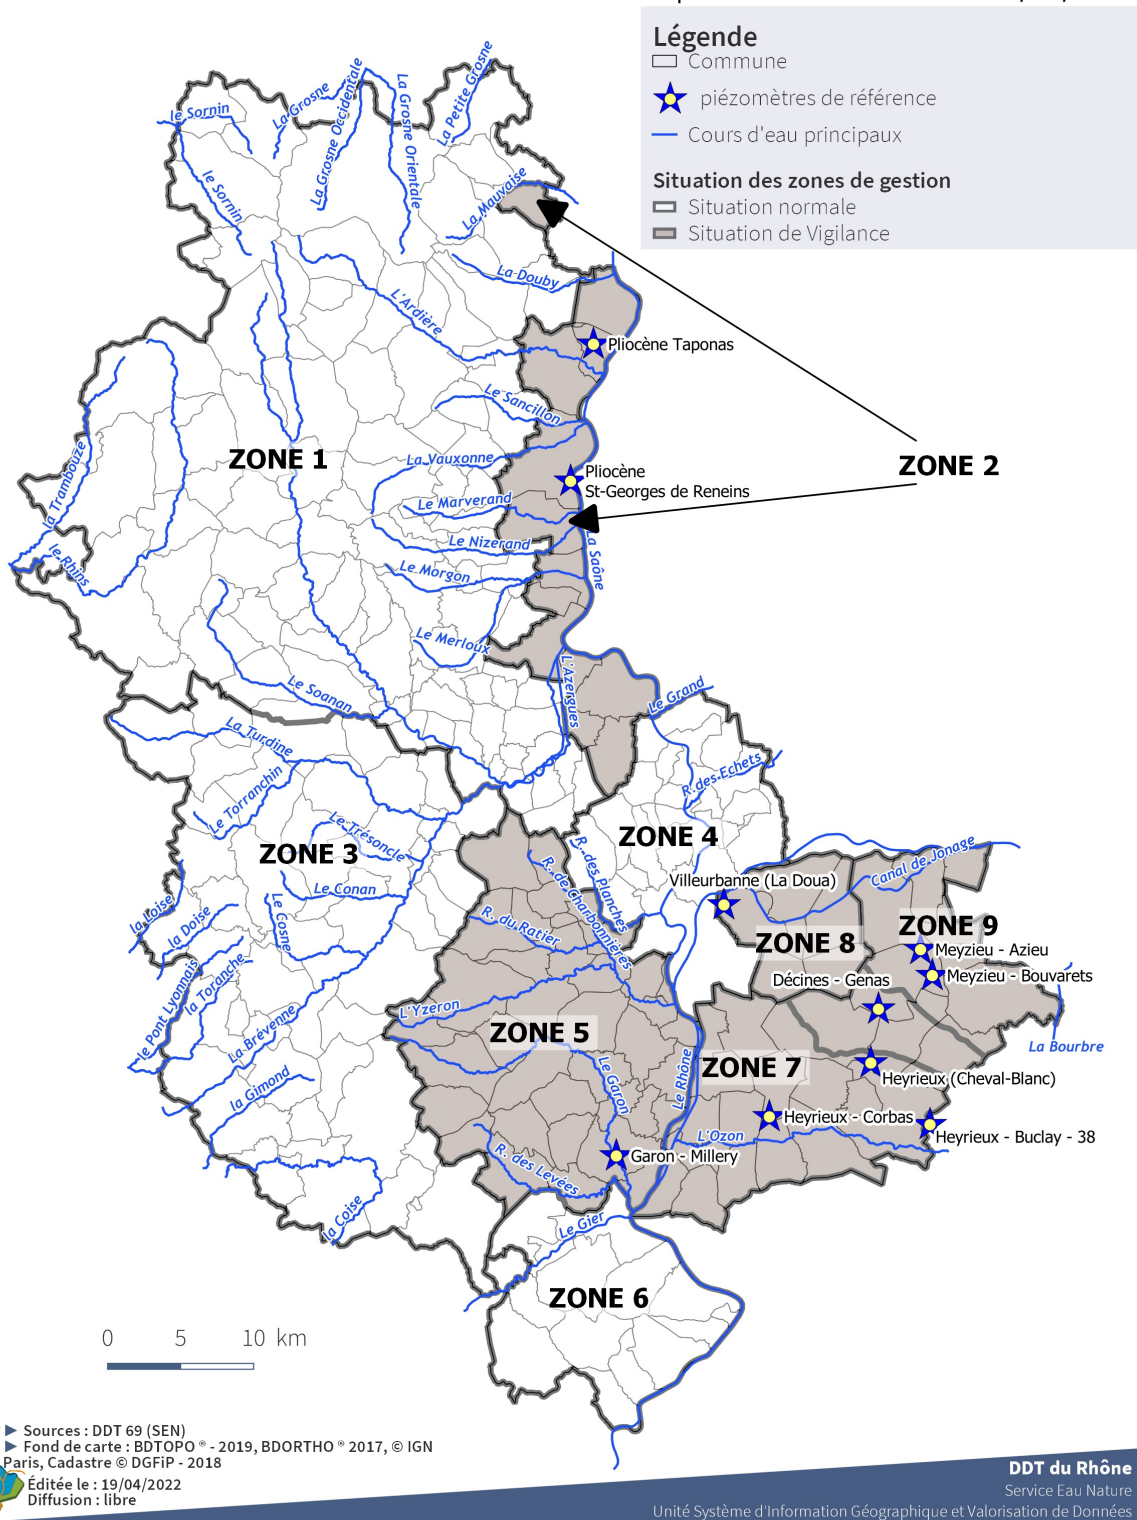 Légende
Commune
piézomètres de référence
Cours d'eau principaux
Situation des zones de gestion
Situation normale
Situation de Vigilance
le Sornin
La Grosne
La Grosne Occidentale
La Grosne Orientale
La Petite Grosne
le Sornin
La Mauvaise
La Douby
L'Ardière
Pliocène Taponas
Le Sancillon
ZONE 1
La Vauxonne
ZONE 2
Pliocène
St-Georges de Reneins
Le Marverand
la Trambouze
Le Nizerand
La Saône
le Rhins
Le Morgon
Le Merloux
L'Azergues
Le Soanan
Le Grand
La Turdine
R. des Echets
Le Torranchin
Le Trésoncle
ZONE 4
ZONE 3
R. des Planches
R. de Charbonnières
Canal de Jonage
Villeurbanne (La Doua)
Le Conan
la Loise
la Doise
Le Cosne
R. du Ratier
ZONE 8
ZONE 9
Meyzieu - Azieu
Meyzieu - Bouvarets
Décines - Genas
le Pont Lyonnais
la Toranche
L'Yzeron
La Brévenne
ZONE 5
La Bourbre
ZONE 7
Le Rhône
Le Garon
Heyrieux (Cheval-Blanc)
la Gimond
Heyrieux - Corbas
L'Ozon
Heyrieux - Buclay - 38
Garon - Millery
R. des Levées
la Coise
Le Gier
ZONE 6
0 5 10 km
Sources : DDT 69 (SEN)
Fond de carte : BDTOPO ® - 2019, BDORTHO ® 2017, © IGN
Paris, Cadastre © DGFiP - 2018
Éditée le : 19/04/2022
Diffusion : libre
DDT du Rhône
Service Eau Nature
Unité Système d'Information Géographique et Valorisation de Données